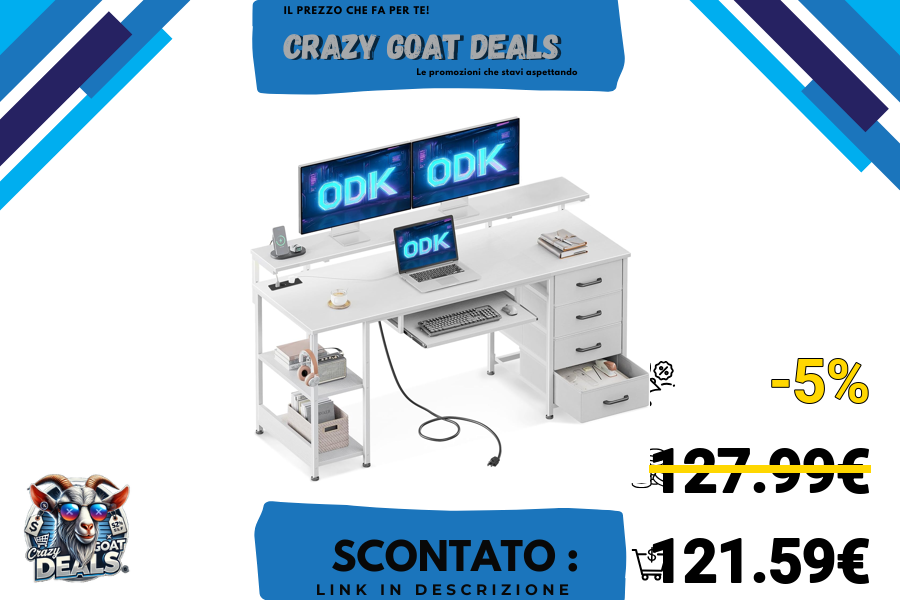 IL PREZZO CHE FA PER TE!
CRAZY GOAT DEALS
Le promozioni che stavi aspettando
ODK
ODK
ODK
-5%
127.99€
121.59€
SCONTATO :
LINK IN DESCRIZIONE
Crazy
GOAT
DEALS